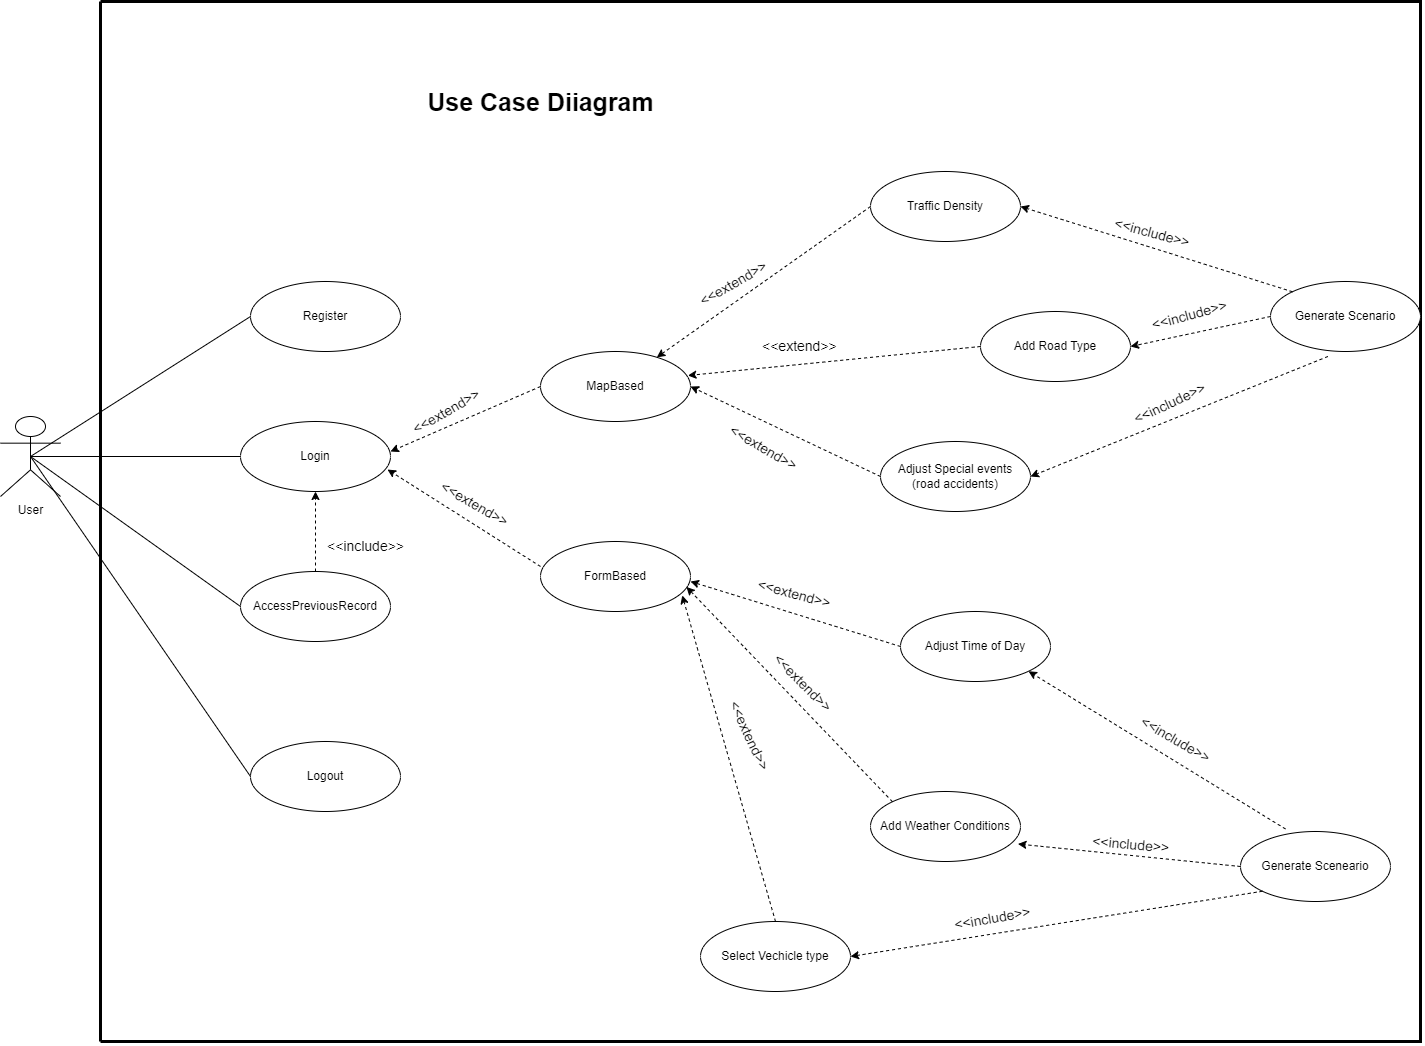 Use Case Diiagram
Traffic Density
<<include>>
<<extend>>
Register
Generate Scenario
<<include>>
Add Road Type
<<extend>>
MapBased
<<include>>
<<extend>>
<<extend>>
Login
Adjust Special events
(road accidents)
<<extend>>
User
<<include>>
FormBased
<<extend>>
AccessPreviousRecord
Adjust Time of Day
<<extend>>
<<extend>>
<<include>>
Logout
Add Weather Conditions
<<include>>
Generate Sceneario
<<include>>
Select Vechicle type